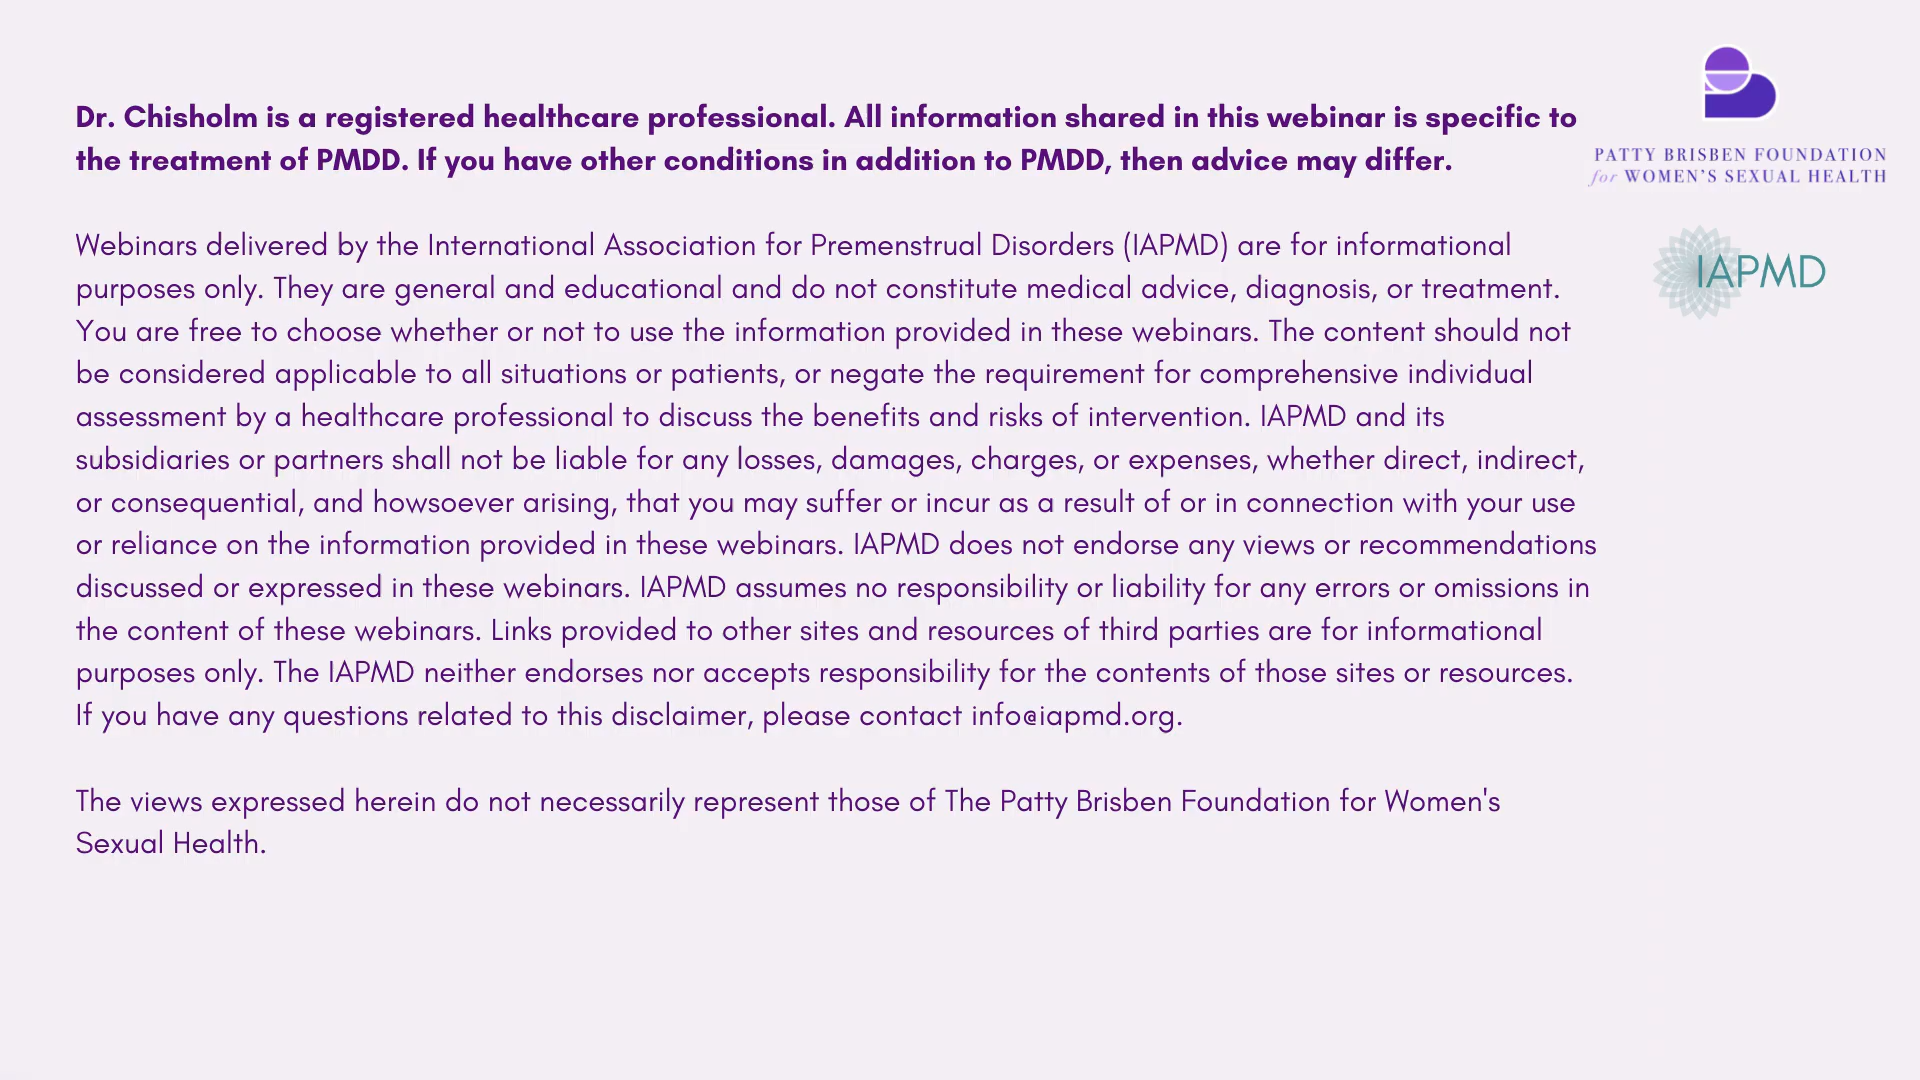 Dr. Chisholm is a registered healthcare professional. All information shared in this webinar is specific to
the treatment of PMDD. If you have other conditions in addition to PMDD, then advice may differ.
Webinars delivered by the International Association for Premenstrual Disorders (IAPMD) are for informational
purposes only. They are general and educational and do not constitute medical advice, diagnosis, or treatment.
You are free to choose whether or not to use the information provided in these webinars. The content should not
be considered applicable to all situations or patients, or negate the requirement for comprehensive individual
assessment by a healthcare professional to discuss the benefits and risks of intervention. IAPMD and its
subsidiaries or partners shall not be liable for any losses, damages, charges, or expenses, whether direct, indirect,
or consequential, and howsoever arising, that you may suffer or incur as a result of or in connection with your use
or reliance on the information provided in these webinars. IAPMD does not endorse any views or recommendations
discussed or expressed in these webinars. IAPMD assumes no responsibility or liability for any errors or omissions in
the content of these webinars. Links provided to other sites and resources of third parties are for informational
purposes only. The IAPMD neither endorses nor accepts responsibility for the contents of those sites or resources.
If you have any questions related to this disclaimer, please contact info@iapmd.org.
The views expressed herein do not necessarily represent those of The Patty Brisben Foundation for Women's
Sexual Health.
PATTY BRISBEN FOUNDATION
for WOMEN'S SEXUAL HEALTH
IAPMD